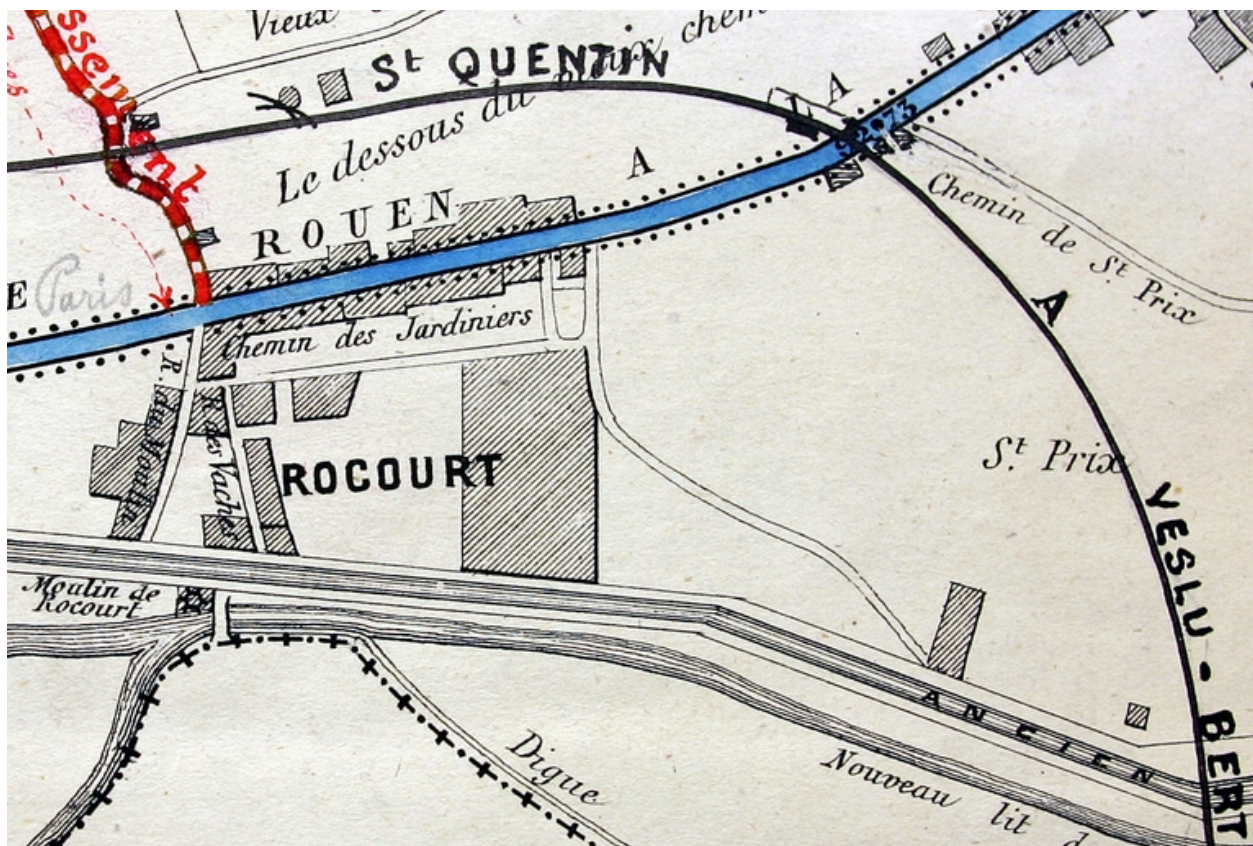 Vieux
St QUENTIN
chem
Le dessous du
LA
A
ROUEN
E
Paris
Chemin de St Prix
A
Chemin des Jardiniers
R. du Moulin
R. des Vaches
ROCOURT
St. Prix
VESLU - BERT
Moulin de
Rocourt
ANCIEN
Digue
Nouveau lit d